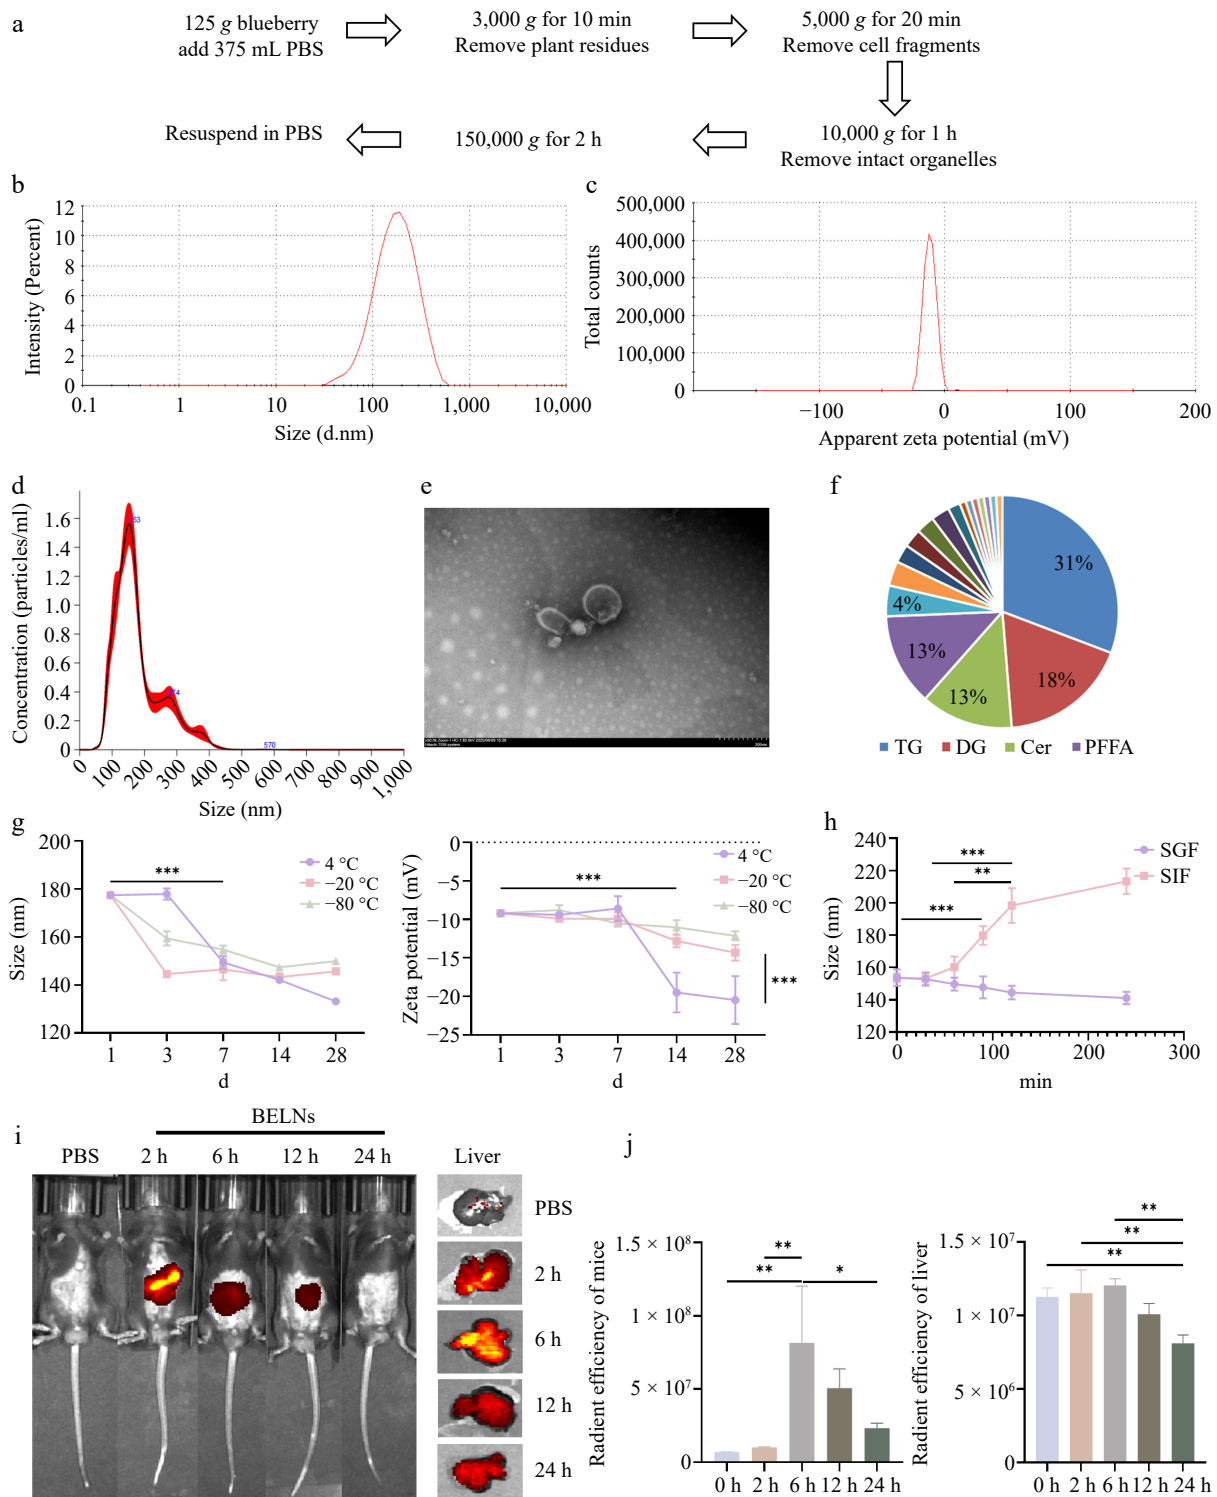 a
125 g blueberry
add 375 mL PBS
3,000 g for 10 min
Remove plant residues
5,000 g for 20 min
Remove cell fragments
Resuspend in PBS
150,000 g for 2 h
10,000 g for 1 h
Remove intact organelles
b
Intensity (Percent)
12
10
8
6
4
2
0
0.1
1
100
1,000
10,000
Size (d.nm)
c
Total counts
500,000
400,000
300,000
200,000
100,000
0
−100
0
100
200
Apparent zeta potential (mV)
d
Concentration (particles/ml)
1.6
1.4
1.2
1.0
0.8
0.6
0.4
0.2
0
153
274
570
0
100
200
300
400
500
600
700
800
900
1,000
Size (nm)
e
200nm
f
31%
18%
13%
13%
4%
TG
DG
Cer
PFFA
g
Size (nm)
200
180
160
140
120
***
4 °C
−20 °C
−80 °C
1
3
7
14
28
d
Zeta potential (mV)
0
−5
−10
−15
−20
−25
***
4 °C
−20 °C
−80 °C
***
1
3
7
14
28
d
h
Size (nm)
240
220
200
180
160
140
120
***
**
***
SGF
SIF
0
100
200
300
min
i
BELNs
PBS
2 h
6 h
12 h
24 h
Liver
PBS
2 h
6 h
12 h
24 h
j
Radient efficiency of mice
1.5 × 10⁸
1 × 10⁸
5 × 10⁷
0
**
**
*
0 h
2 h
6 h
12 h
24 h
Radient efficiency of liver
1.5 × 10⁷
1 × 10⁷
5 × 10⁶
0
**
**
**
0 h
2 h
6 h
12 h
24 h